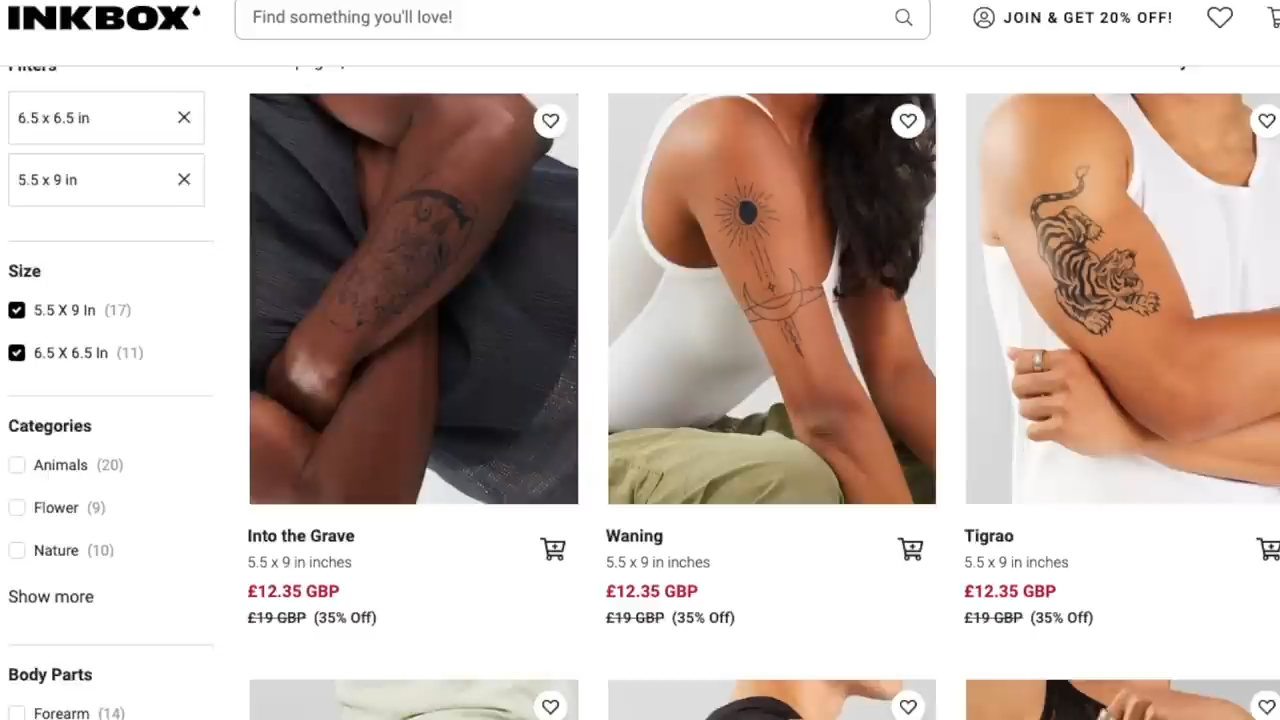 INKBOX
Find something you'll love!
JOIN & GET 20% OFF!
Filters
6.5 x 6.5 in
5.5 x 9 in
Size
5.5 X 9 In (17)
6.5 X 6.5 In (11)
Categories
Animals (20)
Flower (9)
Nature (10)
Show more
Body Parts
Forearm (14)
Into the Grave
5.5 x 9 in inches
£12.35 GBP
£19 GBP (35% Off)
Waning
5.5 x 9 in inches
£12.35 GBP
£19 GBP (35% Off)
Tigrao
5.5 x 9 in inches
£12.35 GBP
£19 GBP (35% Off)